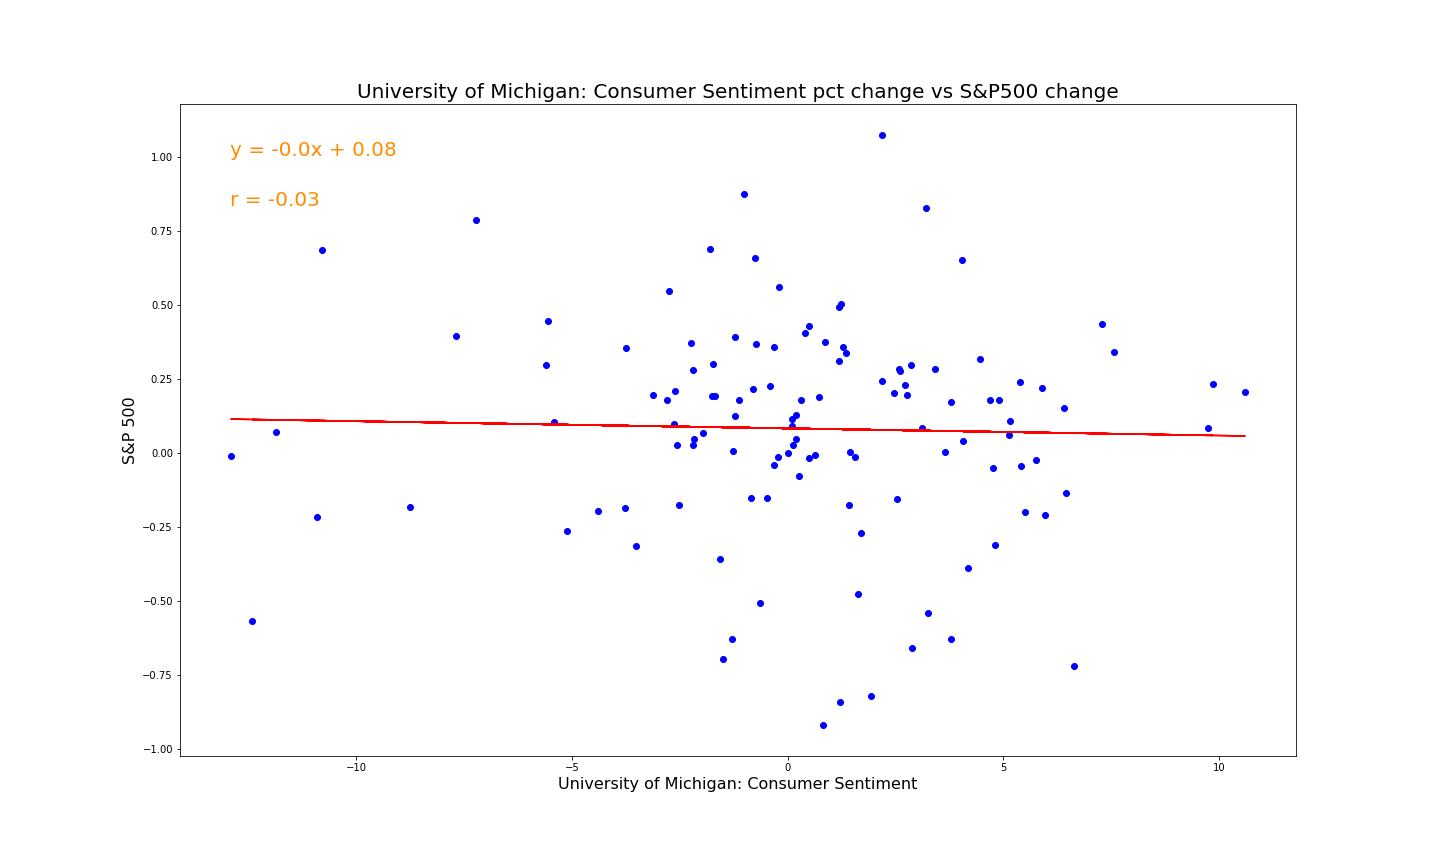 University of Michigan: Consumer Sentiment pct change vs S&P500 change
y = -0.0x + 0.08
r = -0.03
1.00
0.75
0.50
0.25
0.00
−0.25
−0.50
−0.75
−1.00
S&P 500
−10
−5
0
5
10
University of Michigan: Consumer Sentiment